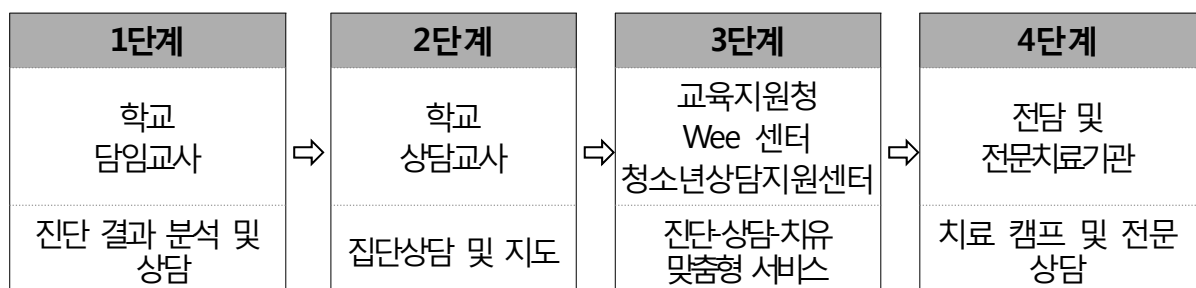 1단계
학교
담임교사
진단 결과 분석 및
상담
⇨
2단계
학교
상담교사
집단상담 및 지도
⇨
3단계
교육지원청
Wee 센터
청소년상담지원센터
진단-상담-치유
맞춤형 서비스
⇨
4단계
전담 및
전문치료기관
치료 캠프 및 전문
상담